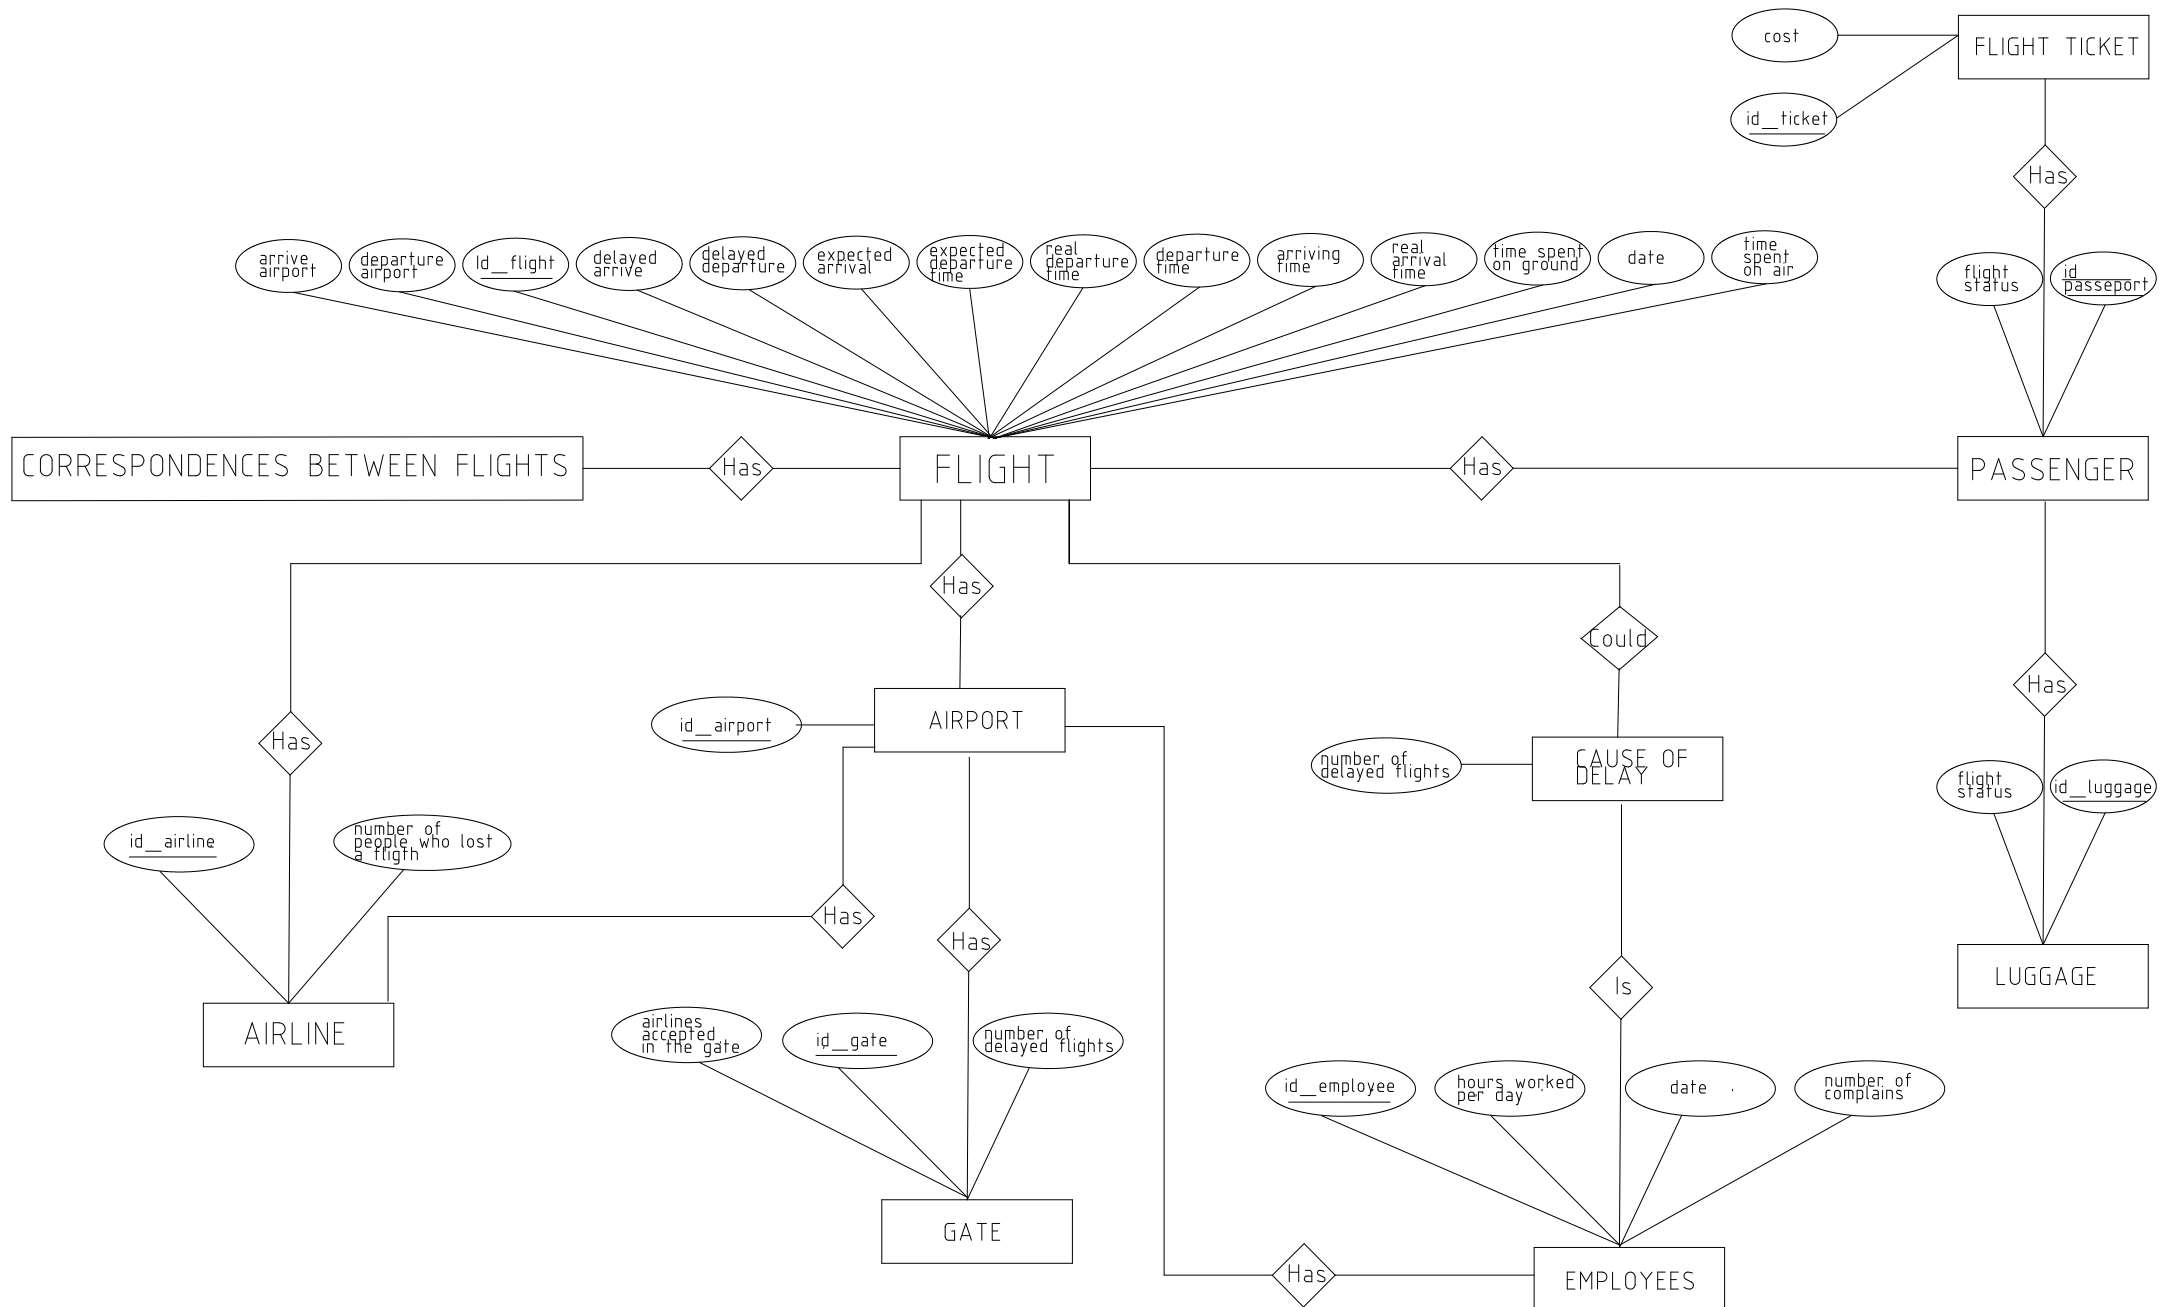 cost
FLIGHT TICKET
id__ticket
Has
arrive
airport
departure
airport
Id__flight
delayed
arrive
delayed
departure
expected
arrival
expected
departure
time
real
departure
time
departure
time
arriving
time
real
arrival
time
time spent
on ground
date
time
spent
on air
flight
status
id__
passeport
CORRESPONDENCES BETWEEN FLIGHTS
Has
FLIGHT
Has
PASSENGER
Has
Could
Has
Has
id__airport
AIRPORT
number of
delayed flights
CAUSE OF
DELAY
flight
status
id__luggage
id__airline
number of
people who lost
a fligth
Has
Has
Is
LUGGAGE
AIRLINE
airlines
accepted
in the gate
id__gate
number of
delayed flights
id__employee
hours worked
per day
date .
number of
complains
GATE
Has
EMPLOYEES